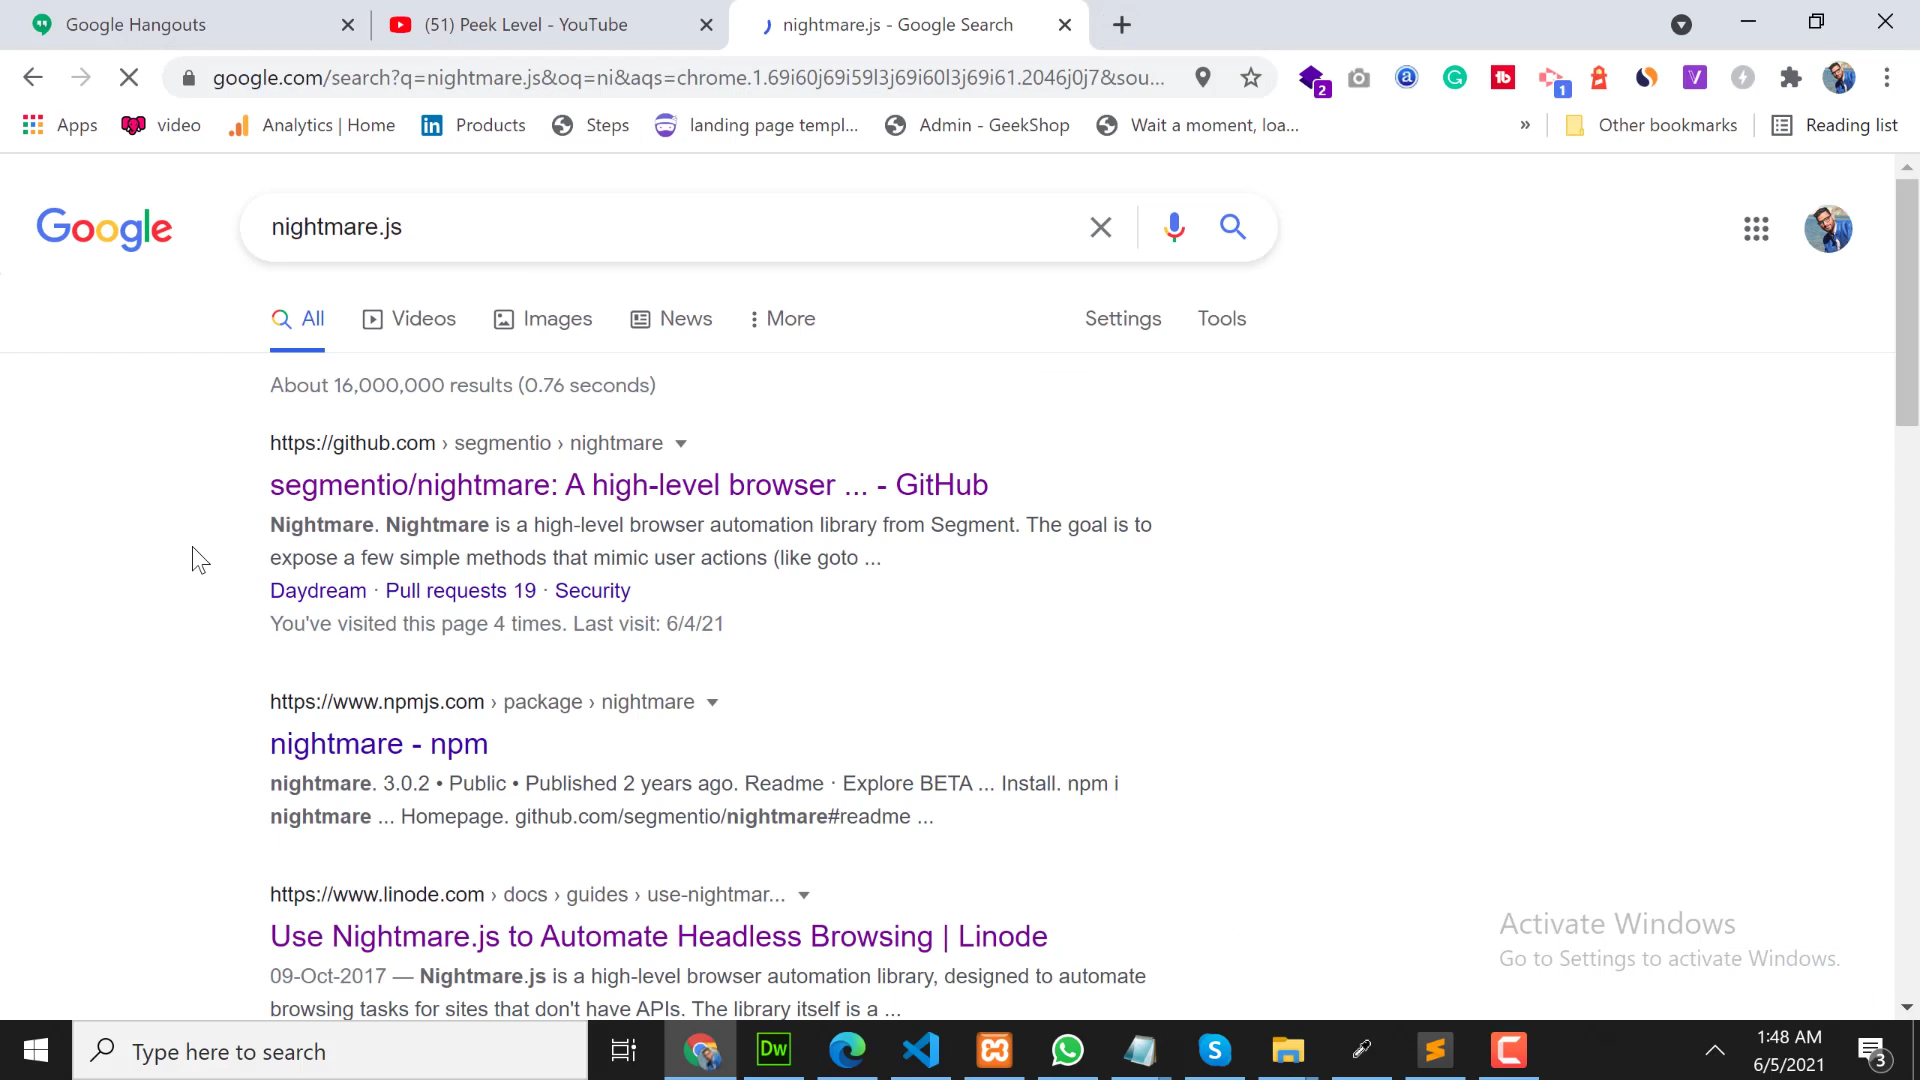 Google Hangouts
(51) Peek Level - YouTube
nightmare.js - Google Search
google.com/search?q=nightmare.js&oq=ni&aqs=chrome.1.69i60j69i59l3j69i60l3j69i61.2046j0j7&sou...
2
1
Apps
video
Analytics | Home
Products
Steps
landing page templ...
Admin - GeekShop
Wait a moment, loa...
»
Other bookmarks
Reading list
Google
nightmare.js
All
Videos
Images
News
More
Settings
Tools
About 16,000,000 results (0.76 seconds)
https://github.com › segmentio › nightmare
segmentio/nightmare: A high-level browser ... - GitHub
Nightmare. Nightmare is a high-level browser automation library from Segment. The goal is to
expose a few simple methods that mimic user actions (like goto ...
Daydream · Pull requests 19 · Security
You've visited this page 4 times. Last visit: 6/4/21
https://www.npmjs.com › package › nightmare
nightmare - npm
nightmare. 3.0.2 • Public • Published 2 years ago. Readme · Explore BETA ... Install. npm i
nightmare ... Homepage. github.com/segmentio/nightmare#readme ...
https://www.linode.com › docs › guides › use-nightmar...
Use Nightmare.js to Automate Headless Browsing | Linode
09-Oct-2017 — Nightmare.js is a high-level browser automation library, designed to automate
browsing tasks for sites that don't have APIs. The library itself is a ...
Activate Windows
Go to Settings to activate Windows.
Type here to search
Dw
1:48 AM
6/5/2021
3